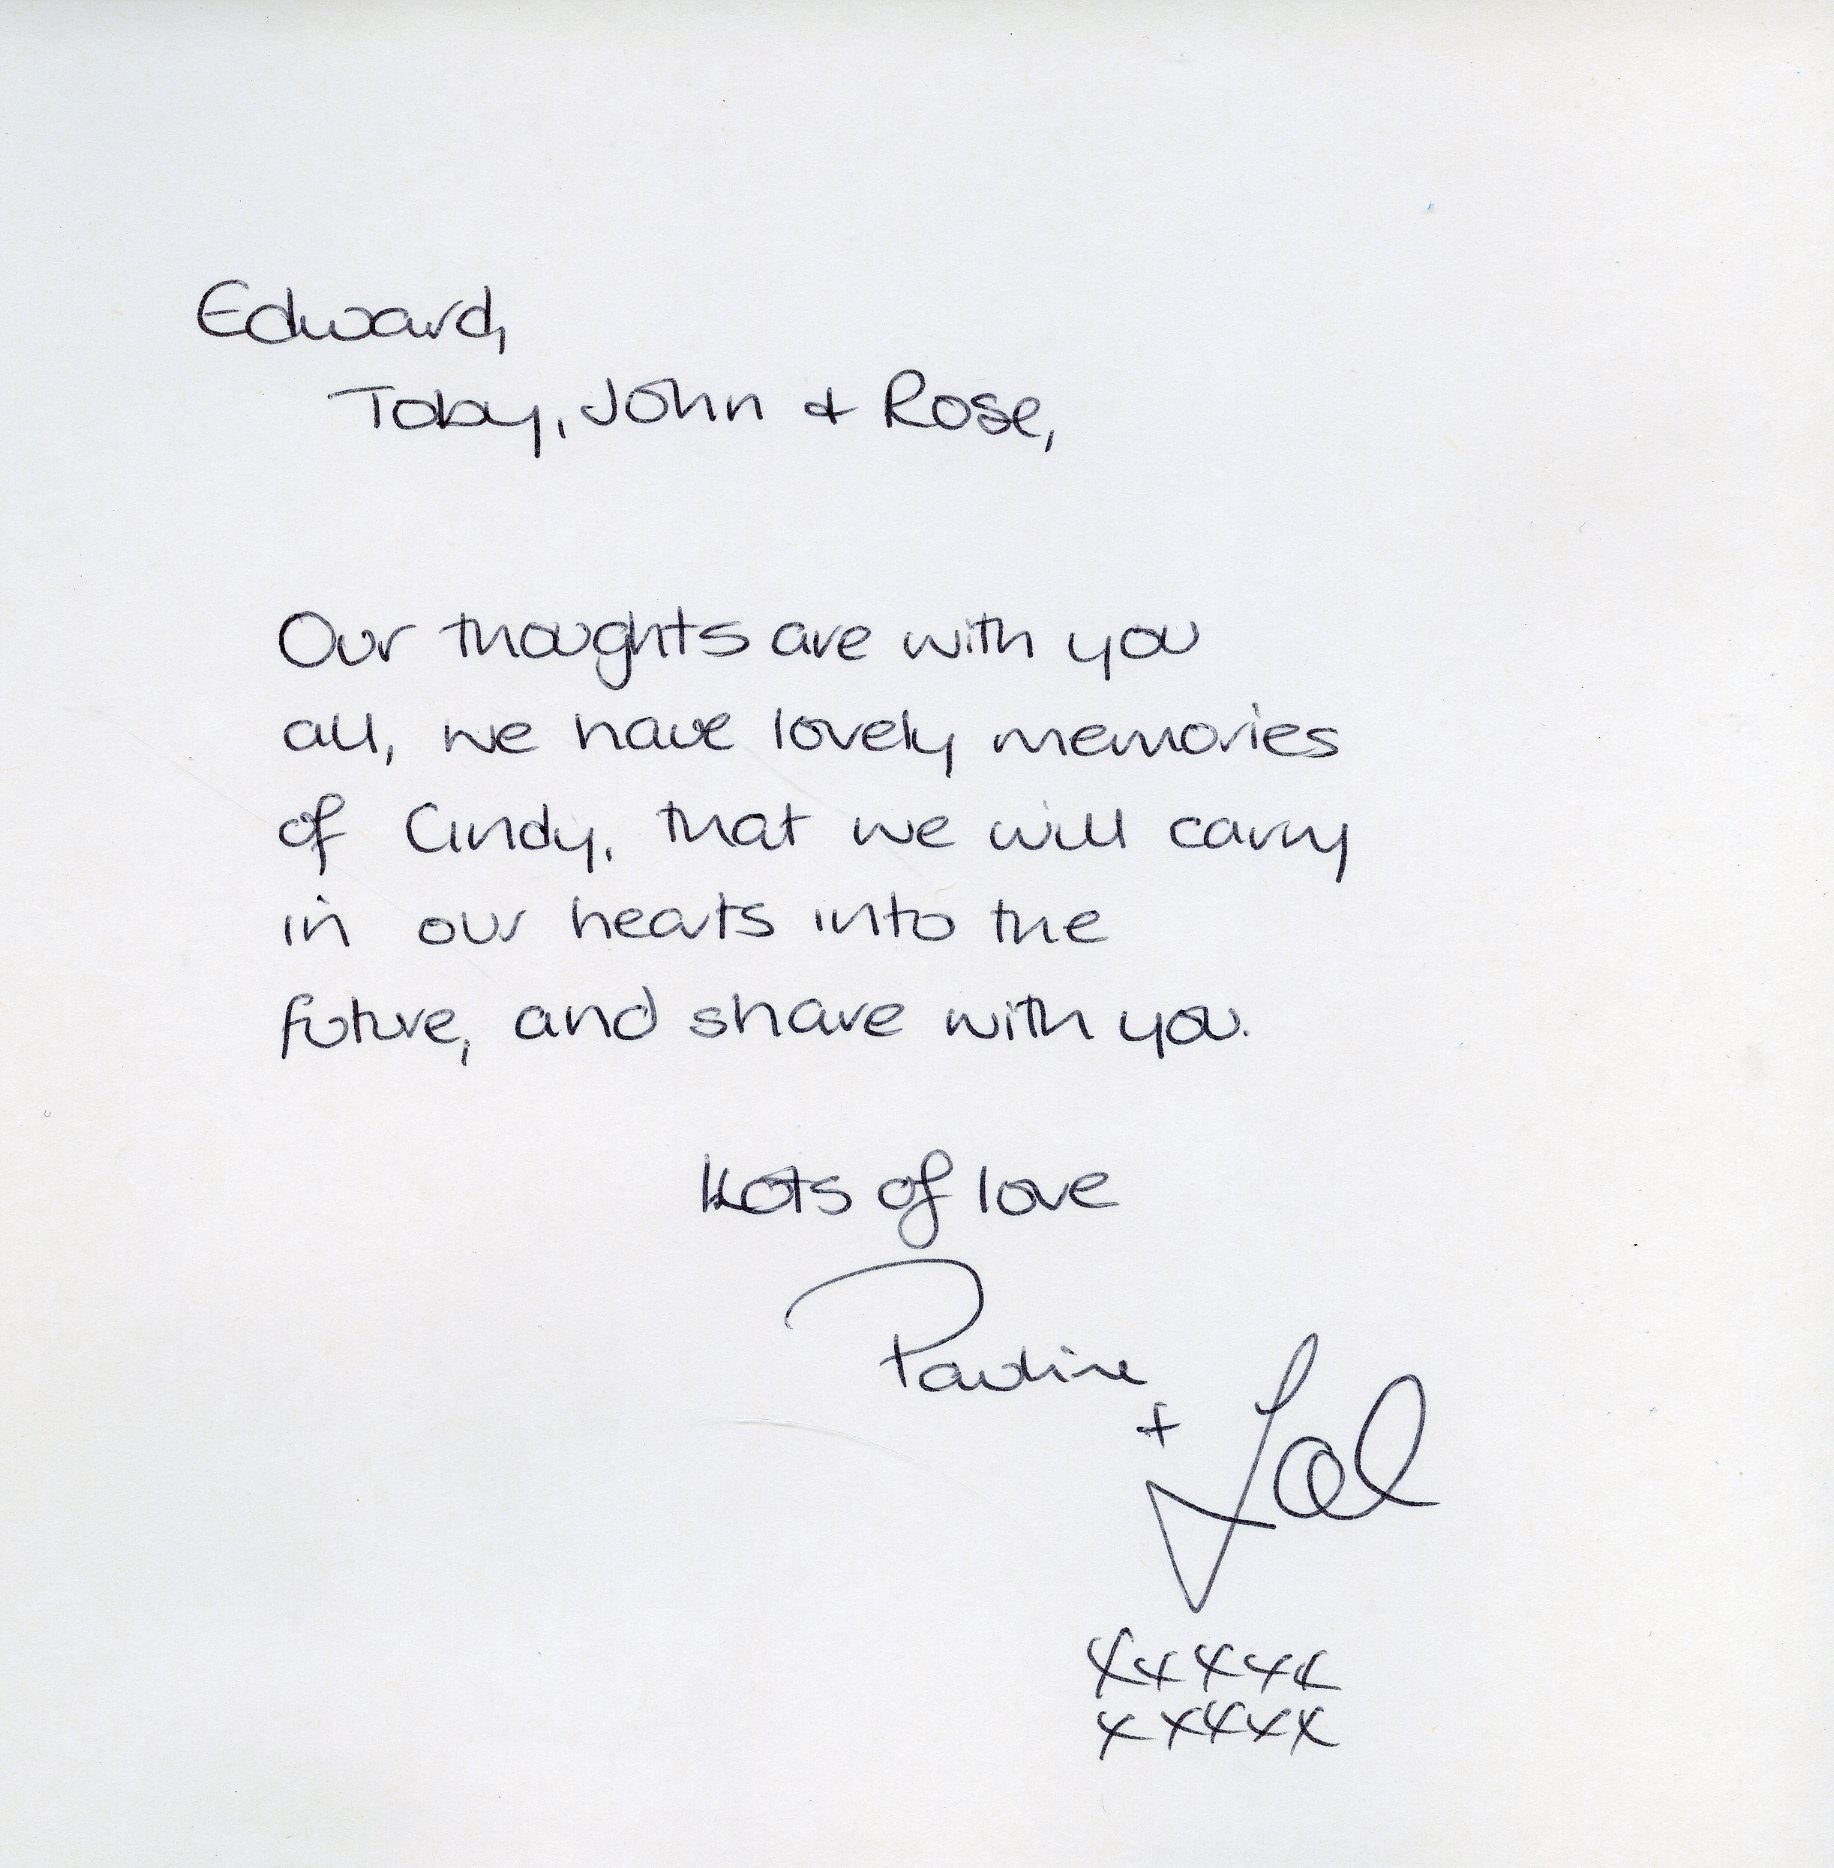 Edward,
Toby, John + Rose,
Our thoughts are with you
all, we have lovely memories
of Cindy, that we will carry
in our hearts into the
future, and share with you.
Lots of love
Pauline
+
xxxxx
xxxxx